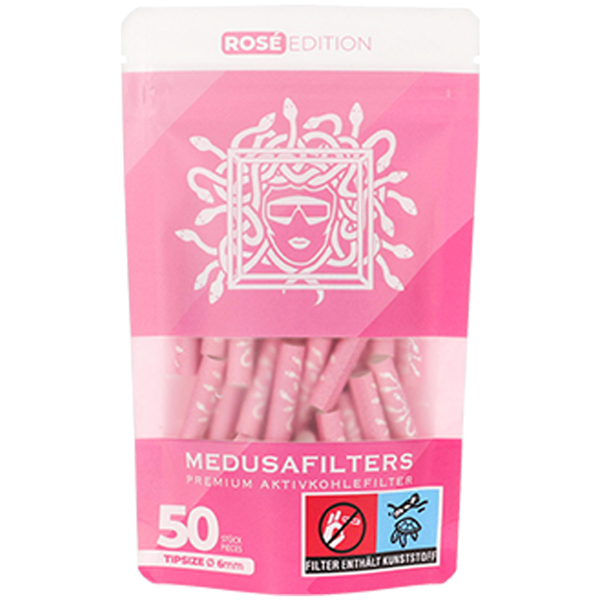 ROSÉ EDITION
MEDUSAFILTERS
PREMIUM AKTIVKOHLEFILTER
50 STÜCK
PIECES
TIPSIZE Ø 6mm
FILTER ENTHÄLT KUNSTSTOFF